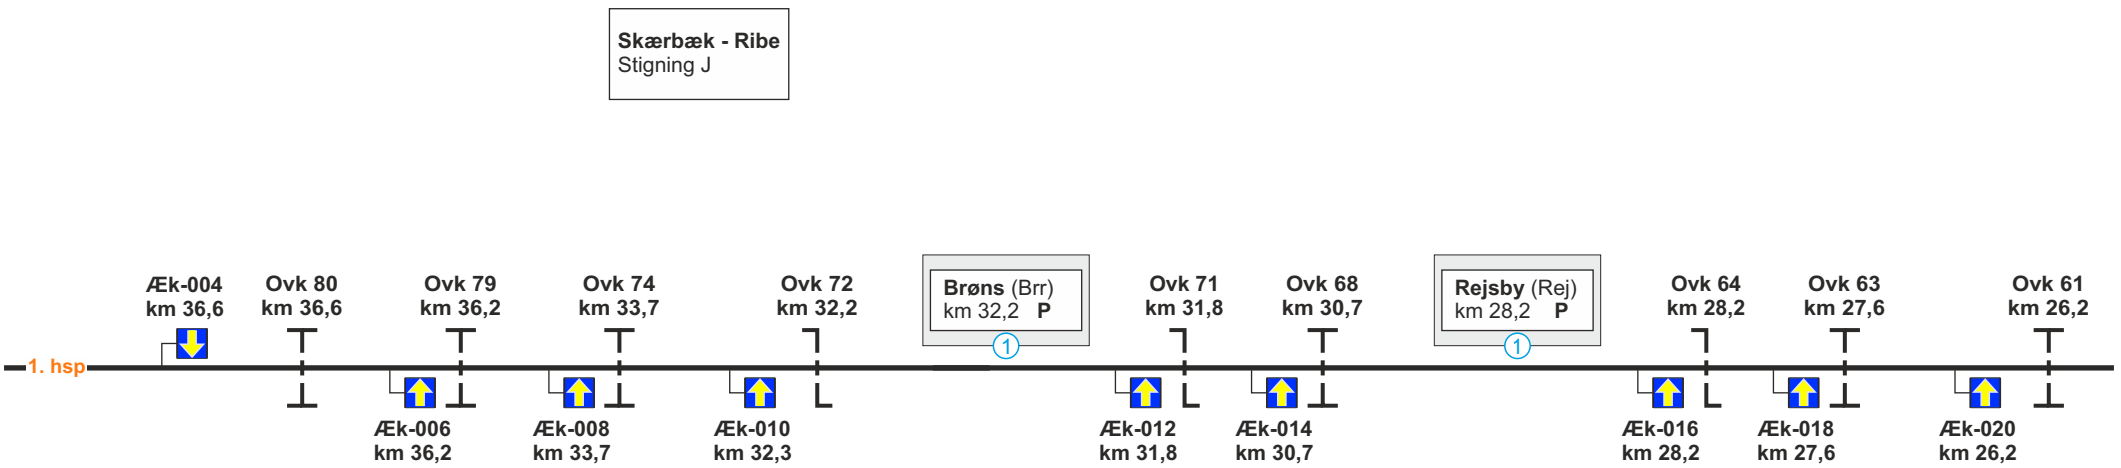 Skærbæk - Ribe
Stigning J
Æk-004
km 36,6
Ovk 80
km 36,6
Ovk 79
km 36,2
Ovk 74
km 33,7
Ovk 72
km 32,2
Brøns (Brr)
km 32,2 P
1
Ovk 71
km 31,8
Ovk 68
km 30,7
Rejsby (Rej)
km 28,2 P
1
Ovk 64
km 28,2
Ovk 63
km 27,6
Ovk 61
km 26,2
1. hsp
Æk-006
km 36,2
Æk-008
km 33,7
Æk-010
km 32,3
Æk-012
km 31,8
Æk-014
km 30,7
Æk-016
km 28,2
Æk-018
km 27,6
Æk-020
km 26,2